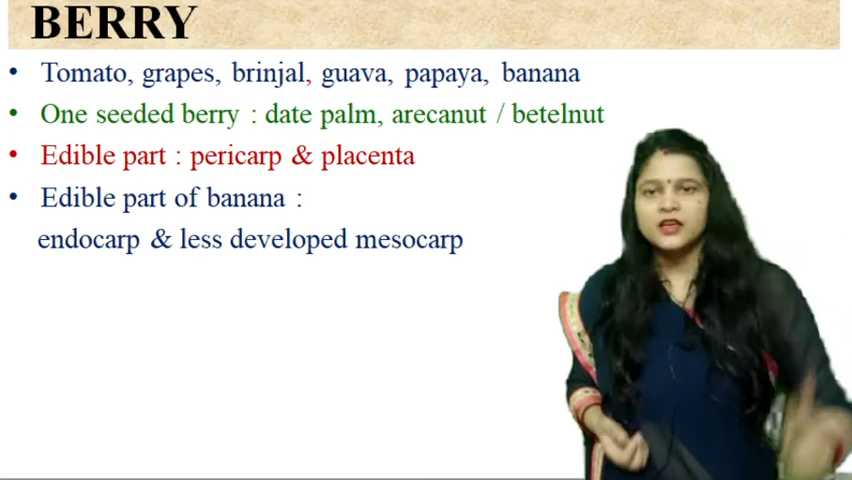 BERRY
• Tomato, grapes, brinjal, guava, papaya, banana
• One seeded berry : date palm, arecanut / betelnut
• Edible part : pericarp & placenta
• Edible part of banana :
endocarp & less developed mesocarp